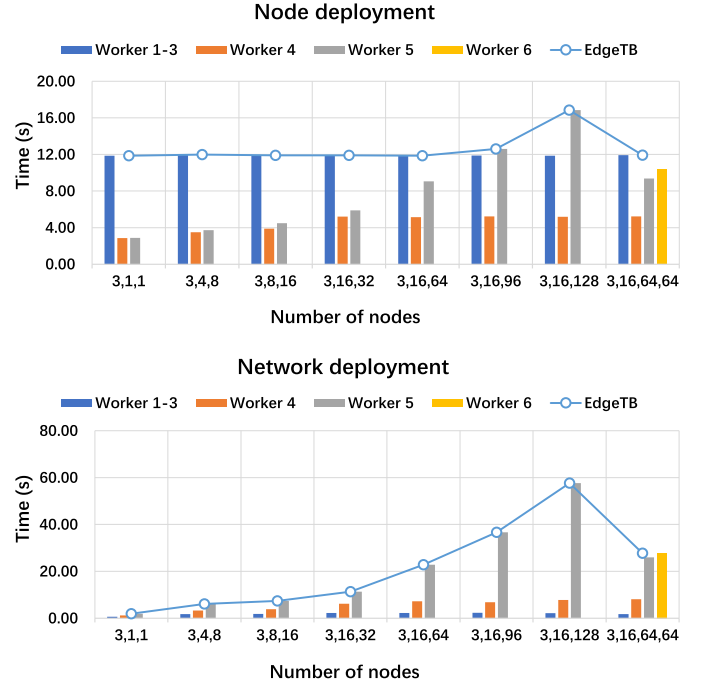 Node deployment
Worker 1-3 Worker 4 Worker 5 Worker 6 EdgeTB
20.00
16.00
12.00
8.00
4.00
0.00
Time (s)
3,1,1 3,4,8 3,8,16 3,16,32 3,16,64 3,16,96 3,16,128 3,16,64,64
Number of nodes
Network deployment
Worker 1-3 Worker 4 Worker 5 Worker 6 EdgeTB
80.00
60.00
40.00
20.00
0.00
Time (s)
3,1,1 3,4,8 3,8,16 3,16,32 3,16,64 3,16,96 3,16,128 3,16,64,64
Number of nodes